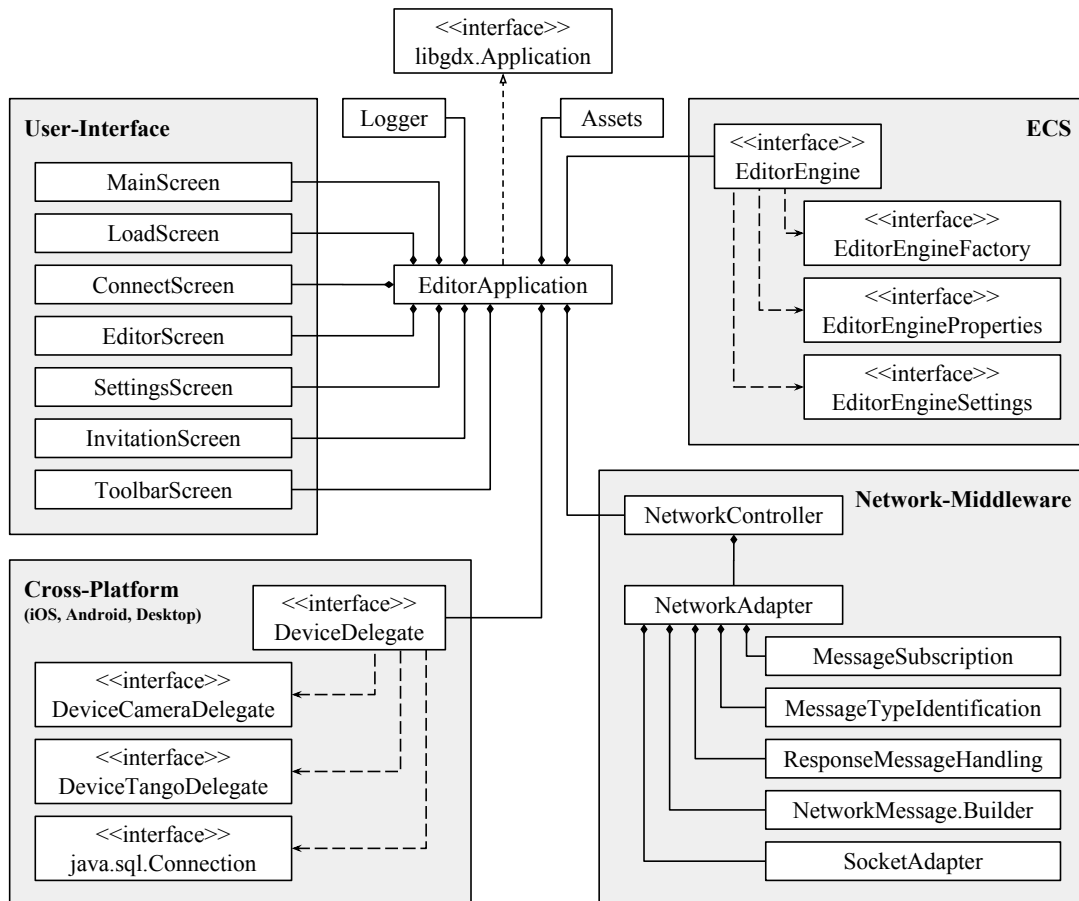 <<interface>>
libgdx.Application
Logger
Assets
User-Interface
MainScreen
LoadScreen
ConnectScreen
EditorScreen
SettingsScreen
InvitationScreen
ToolbarScreen
EditorApplication
ECS
<<interface>>
EditorEngine
<<interface>>
EditorEngineFactory
<<interface>>
EditorEngineProperties
<<interface>>
EditorEngineSettings
Cross-Platform
(iOS, Android, Desktop)
<<interface>>
DeviceDelegate
<<interface>>
DeviceCameraDelegate
<<interface>>
DeviceTangoDelegate
<<interface>>
java.sql.Connection
Network-Middleware
NetworkController
NetworkAdapter
MessageSubscription
MessageTypeIdentification
ResponseMessageHandling
NetworkMessage.Builder
SocketAdapter